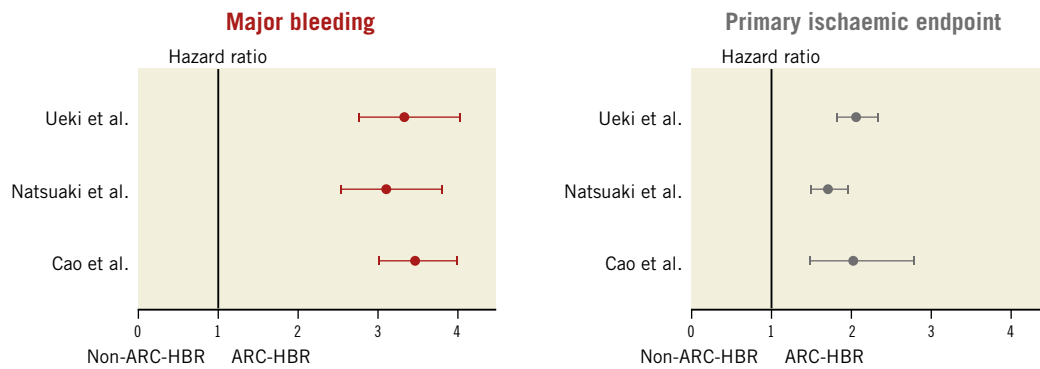 Major bleeding
Hazard ratio
Ueki et al.
Natsuaki et al.
Cao et al.
0 1 2 3 4
Non-ARC-HBR ARC-HBR
Primary ischaemic endpoint
Hazard ratio
Ueki et al.
Natsuaki et al.
Cao et al.
0 1 2 3 4
Non-ARC-HBR ARC-HBR